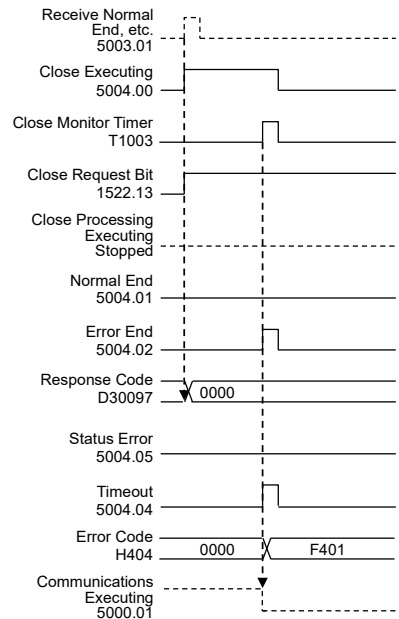 Receive Normal
End, etc.
5003.01
Close Executing
5004.00
Close Monitor Timer
T1003
Close Request Bit
1522.13
Close Processing
Executing
Stopped
Normal End
5004.01
Error End
5004.02
Response Code
D30097
0000
Status Error
5004.05
Timeout
5004.04
Error Code
H404
0000
F401
Communications
Executing
5000.01